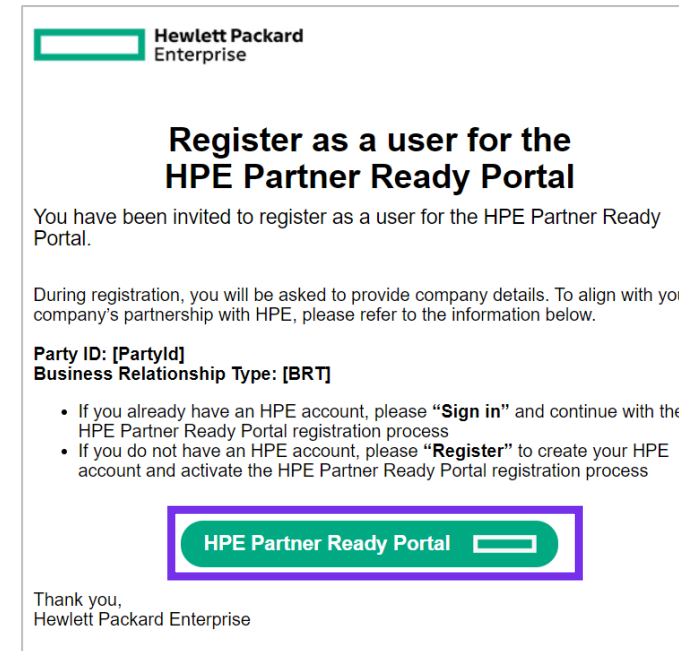 Hewlett Packard
Enterprise
Register as a user for the
HPE Partner Ready Portal
You have been invited to register as a user for the HPE Partner Ready
Portal.
During registration, you will be asked to provide company details. To align with you
company’s partnership with HPE, please refer to the information below.
Party ID: [PartyId]
Business Relationship Type: [BRT]
• If you already have an HPE account, please “Sign in” and continue with the
HPE Partner Ready Portal registration process
• If you do not have an HPE account, please “Register” to create your HPE
account and activate the HPE Partner Ready Portal registration process
HPE Partner Ready Portal
Thank you,
Hewlett Packard Enterprise